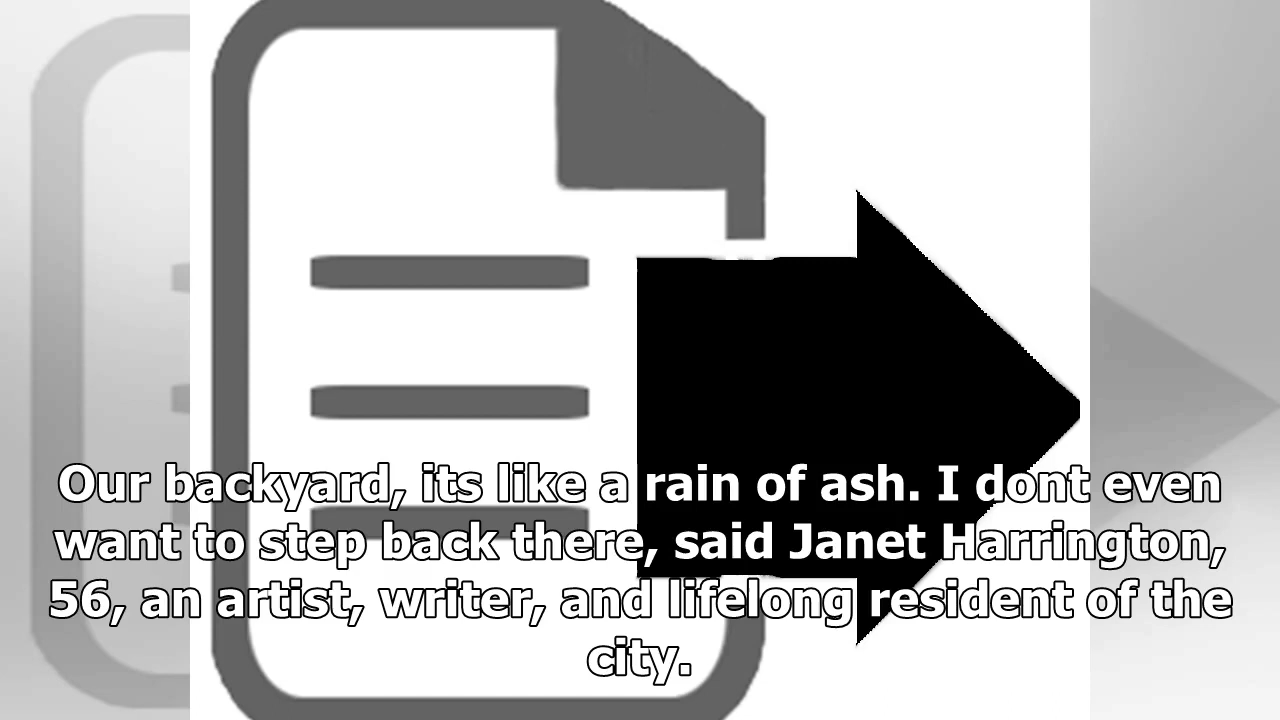 Our backyard, its like a rain of ash. I dont even
want to step back there, said Janet Harrington,
56, an artist, writer, and lifelong resident of the
city.